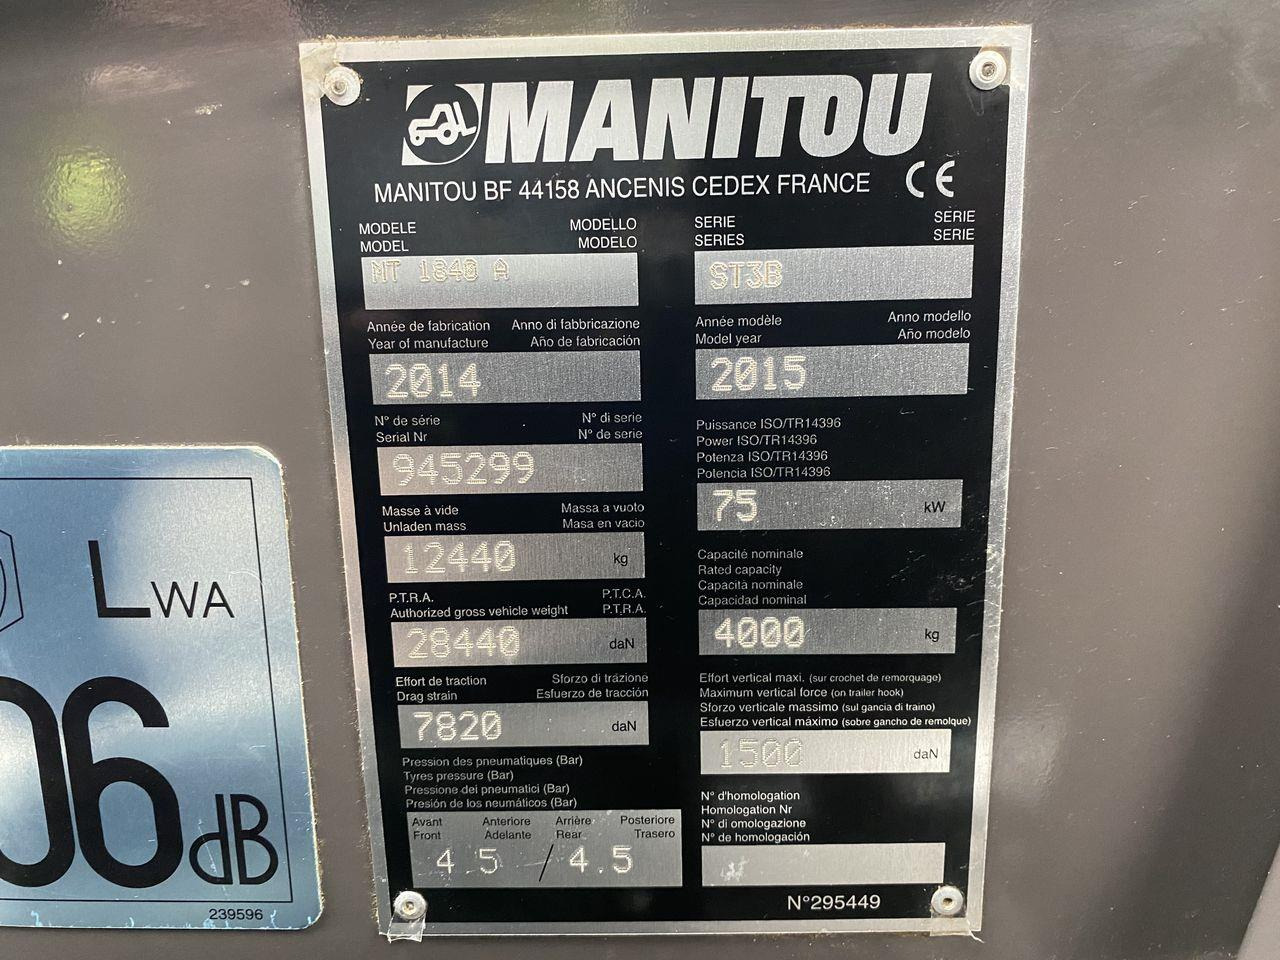 MANITOU
MANITOU BF 44158 ANCENIS CEDEX FRANCE CE
MODELE MODELLO
MODEL MODELO
MT 1840 A
SERIE SERIE
SERIES SERIE
ST3B
Année de fabrication Anno di fabbricazione
Year of manufacture Año de fabricación
2014
Année modèle Anno modello
Model year Año modelo
2015
N° de série N° di serie
Serial Nr N° de serie
945299
Puissance ISO/TR14396
Power ISO/TR14396
Potenza ISO/TR14396
Potencia ISO/TR14396
75 kW
Masse à vide Massa a vuoto
Unladen mass Masa en vacio
12440 kg
Capacité nominale
Rated capacity
Capacità nominale
Capacidad nominal
4000 kg
P.T.R.A. P.T.C.A.
Authorized gross vehicle weight P.T.R.A.
28440 daN
Effort de traction Sforzo di trazione
Drag strain Esfuerzo de tracción
7820 daN
Effort vertical maxi. (sur crochet de remorquage)
Maximum vertical force (on trailer hook)
Sforzo verticale massimo (sul gancia di traino)
Esfuerzo vertical máximo (sobre gancho de remolque)
1500 daN
Pression des pneumatiques (Bar)
Tyres pressure (Bar)
Pressione dei pneumatici (Bar)
Presión de los neumáticos (Bar)
Avant Anteriore Arrière Posteriore
Front Adelante Rear Trasero
4.5 / 4.5
N° d'homologation
Homologation Nr
N° di omologazione
N° de homologación
N°295449
LWA
06 dB
239596